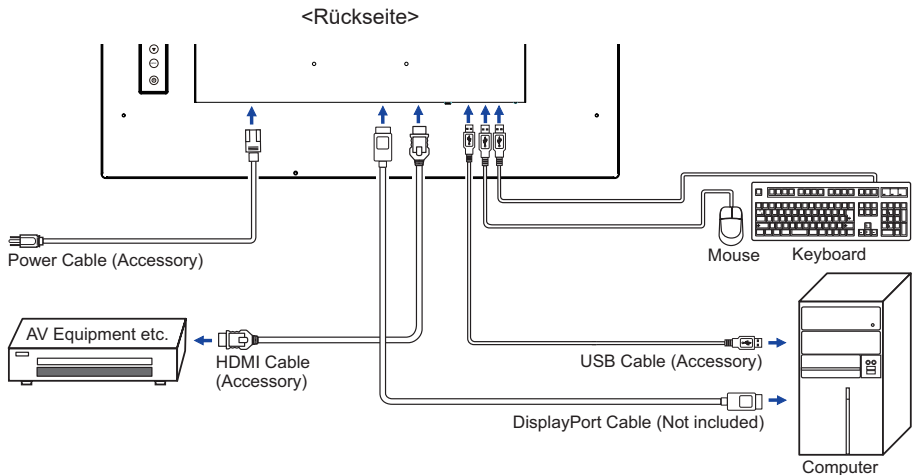 <Rückseite>
Power Cable (Accessory)
Mouse
Keyboard
AV Equipment etc.
HDMI Cable
(Accessory)
USB Cable (Accessory)
DisplayPort Cable (Not included)
Computer